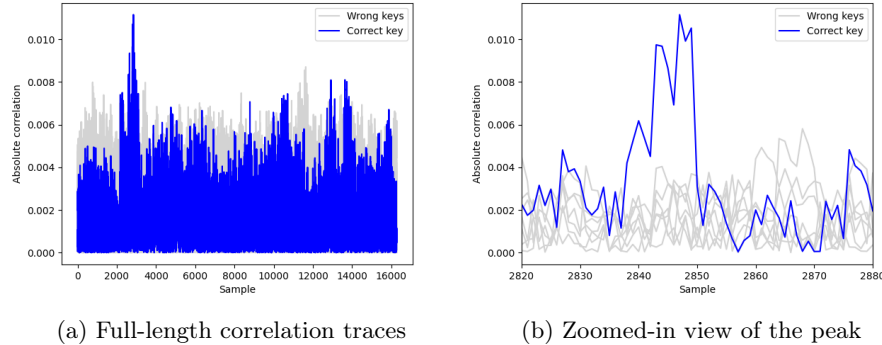 Wrong keys
Correct key
0.010
0.008
0.006
0.004
0.002
0.000
Absolute correlation
0 2000 4000 6000 8000 10000 12000 14000 16000
Sample
(a) Full-length correlation traces
Wrong keys
Correct key
0.010
0.008
0.006
0.004
0.002
0.000
Absolute correlation
2820 2830 2840 2850 2860 2870 2880
Sample
(b) Zoomed-in view of the peak